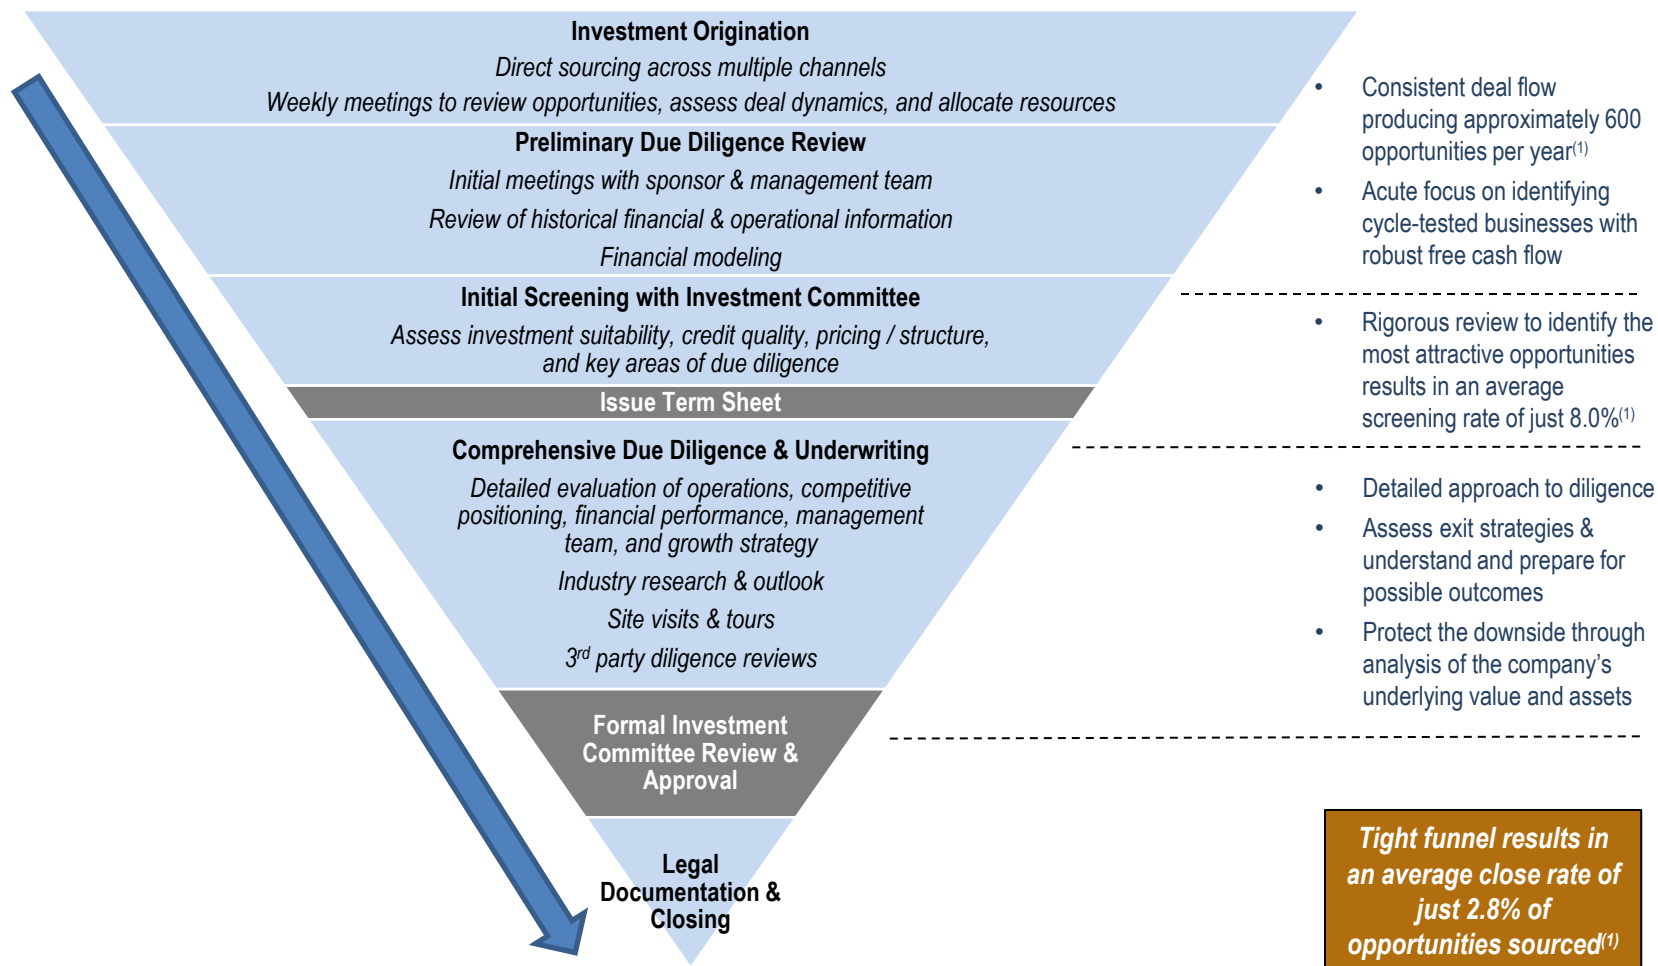 Investment Origination
Direct sourcing across multiple channels
Weekly meetings to review opportunities, assess deal dynamics, and allocate resources
Preliminary Due Diligence Review
Initial meetings with sponsor & management team
Review of historical financial & operational information
Financial modeling
Initial Screening with Investment Committee
Assess investment suitability, credit quality, pricing / structure,
and key areas of due diligence
Issue Term Sheet
Comprehensive Due Diligence & Underwriting
Detailed evaluation of operations, competitive
positioning, financial performance, management
team, and growth strategy
Industry research & outlook
Site visits & tours
3rd party diligence reviews
Formal Investment
Committee Review &
Approval
Legal
Documentation &
Closing
• Consistent deal flow
producing approximately 600
opportunities per year(1)
• Acute focus on identifying
cycle-tested businesses with
robust free cash flow
• Rigorous review to identify the
most attractive opportunities
results in an average
screening rate of just 8.0%(1)
• Detailed approach to diligence
• Assess exit strategies &
understand and prepare for
possible outcomes
• Protect the downside through
analysis of the company’s
underlying value and assets
Tight funnel results in
an average close rate of
just 2.8% of
opportunities sourced(1)